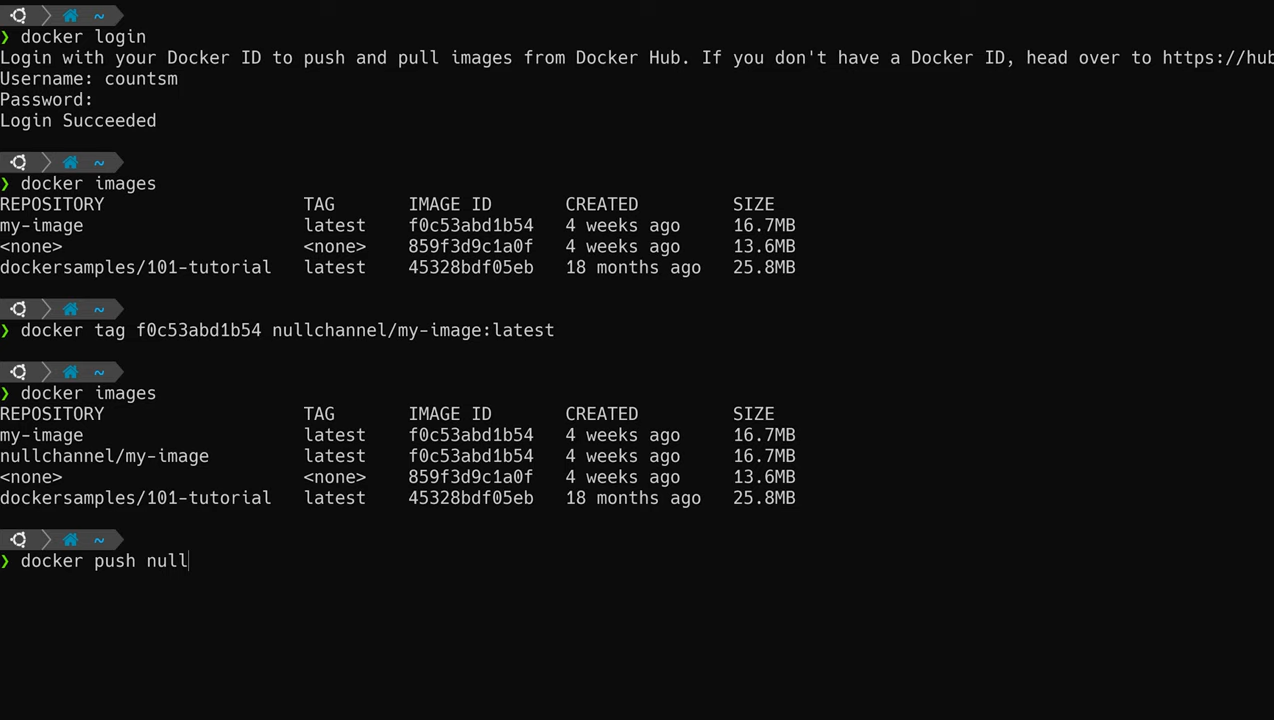 ~
❯ docker login
Login with your Docker ID to push and pull images from Docker Hub. If you don't have a Docker ID, head over to https://hub
Username: countsm
Password:
Login Succeeded
~
❯ docker images
REPOSITORY TAG IMAGE ID CREATED SIZE
my-image latest f0c53abd1b54 4 weeks ago 16.7MB
<none> <none> 859f3d9c1a0f 4 weeks ago 13.6MB
dockersamples/101-tutorial latest 45328bdf05eb 18 months ago 25.8MB
~
❯ docker tag f0c53abd1b54 nullchannel/my-image:latest
~
❯ docker images
REPOSITORY TAG IMAGE ID CREATED SIZE
my-image latest f0c53abd1b54 4 weeks ago 16.7MB
nullchannel/my-image latest f0c53abd1b54 4 weeks ago 16.7MB
<none> <none> 859f3d9c1a0f 4 weeks ago 13.6MB
dockersamples/101-tutorial latest 45328bdf05eb 18 months ago 25.8MB
~
❯ docker push null